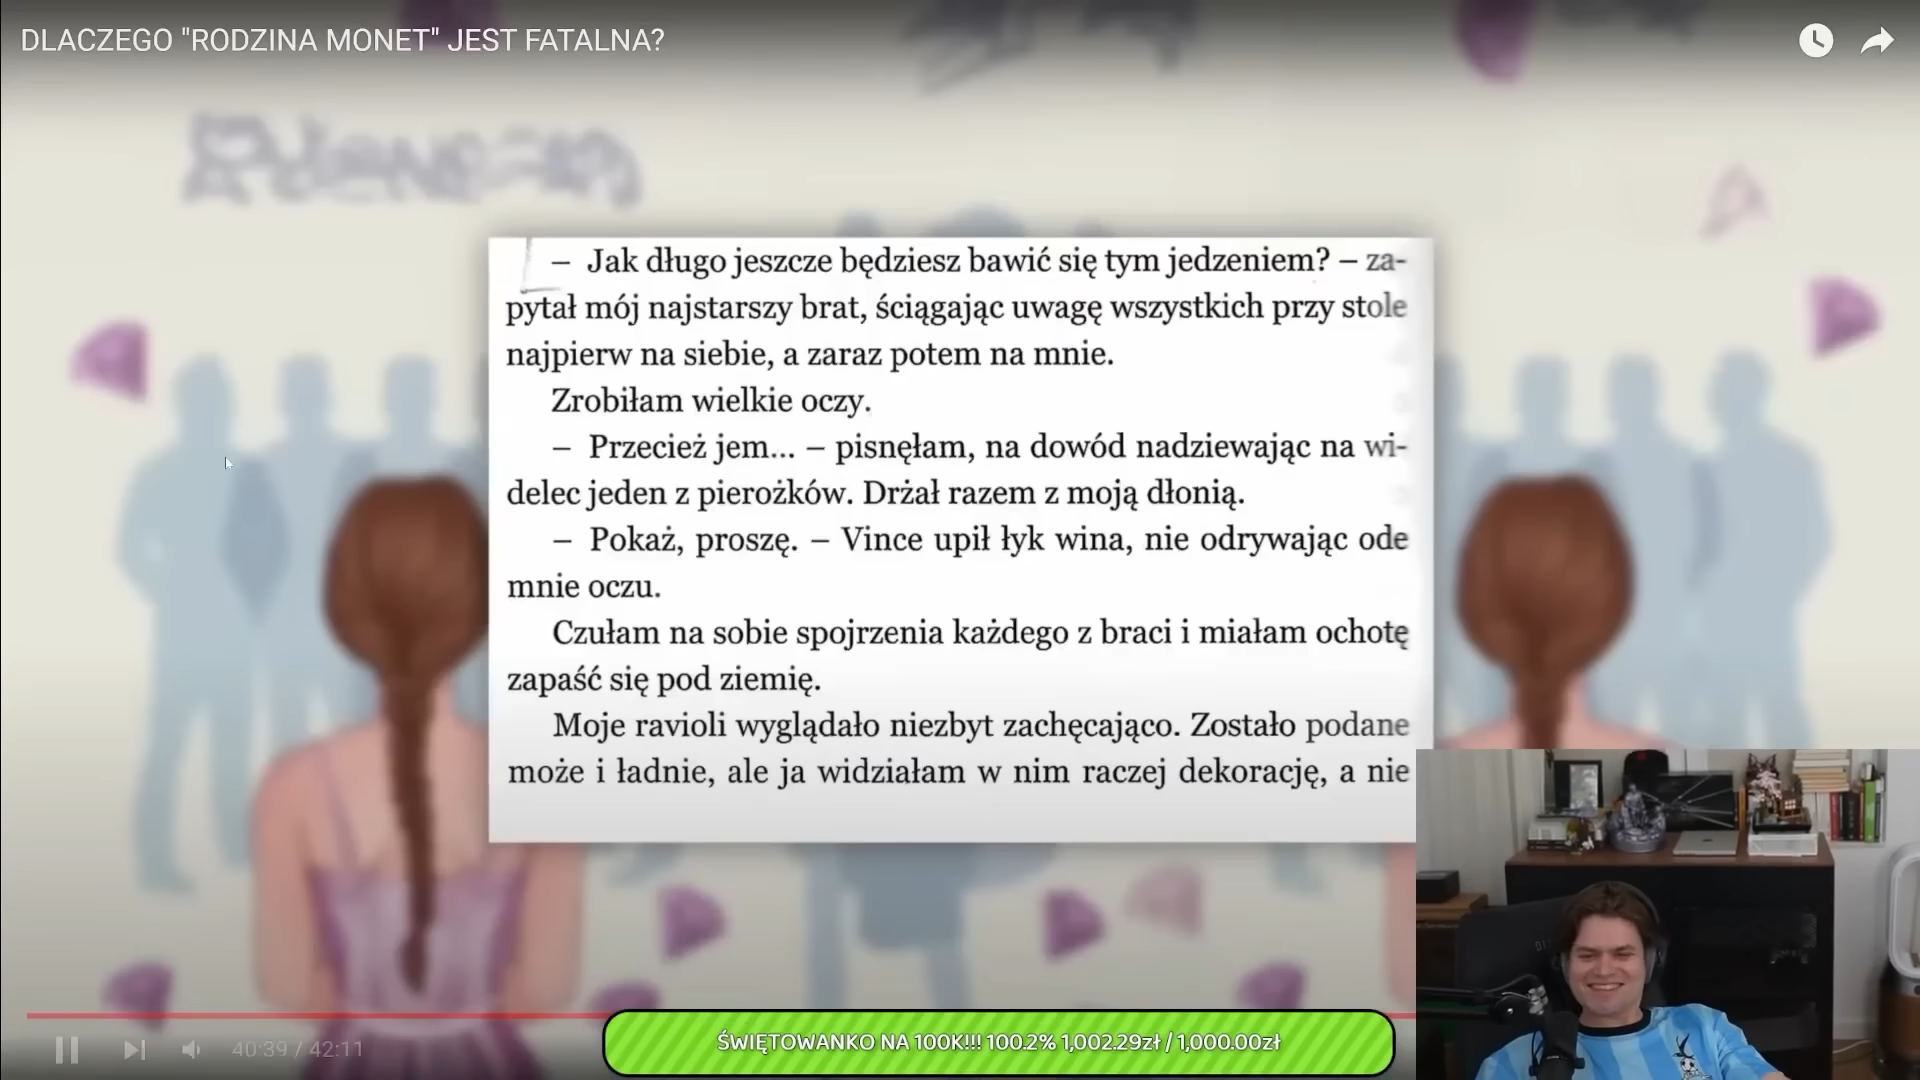 DLACZEGO "RODZINA MONET" JEST FATALNA?
– Jak długo jeszcze będziesz bawić się tym jedzeniem? – za-
pytał mój najstarszy brat, ściągając uwagę wszystkich przy stole
najpierw na siebie, a zaraz potem na mnie.
Zrobiłam wielkie oczy.
– Przecież jem... – pisnęłam, na dowód nadziewając na wi-
delec jeden z pierożków. Drżał razem z moją dłonią.
– Pokaż, proszę. – Vince upił łyk wina, nie odrywając ode
mnie oczu.
Czułam na sobie spojrzenia każdego z braci i miałam ochotę
zapaść się pod ziemię.
Moje ravioli wyglądało niezbyt zachęcająco. Zostało podane
może i ładnie, ale ja widziałam w nim raczej dekorację, a nie
40:39 / 42:11
ŚWIĘTOWANKO NA 100K!!! 100.2% 1,002.29zł / 1,000.00zł